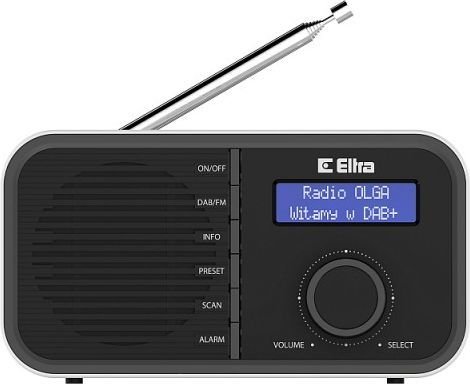 Eltra
Radio OLGA
Witamy w DAB+
ON/OFF
DAB/FM
INFO
PRESET
SCAN
ALARM
VOLUME
SELECT